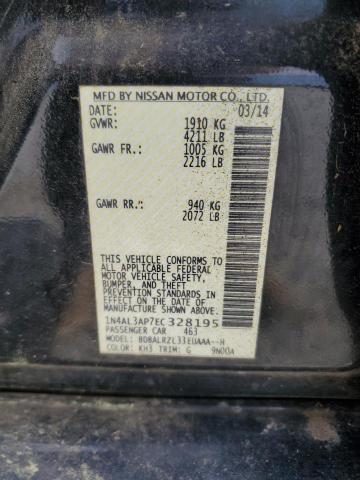 MFD BY NISSAN MOTOR CO., LTD.
DATE: 03/14
GVWR: 1910 KG
4211 LB
GAWR FR.: 1005 KG
2216 LB
GAWR RR.: 940 KG
2072 LB
THIS VEHICLE CONFORMS TO
ALL APPLICABLE FEDERAL
MOTOR VEHICLE SAFETY,
BUMPER, AND THEFT
PREVENTION STANDARDS IN
EFFECT ON THE DATE OF
MANUFACTURE SHOWN ABOVE.
1N4AL3AP7EC328195
PASSENGER CAR 463
MODEL: BDBALRZL33EUAAA--H
COLOR: KH3 TRIM: G 9N00A